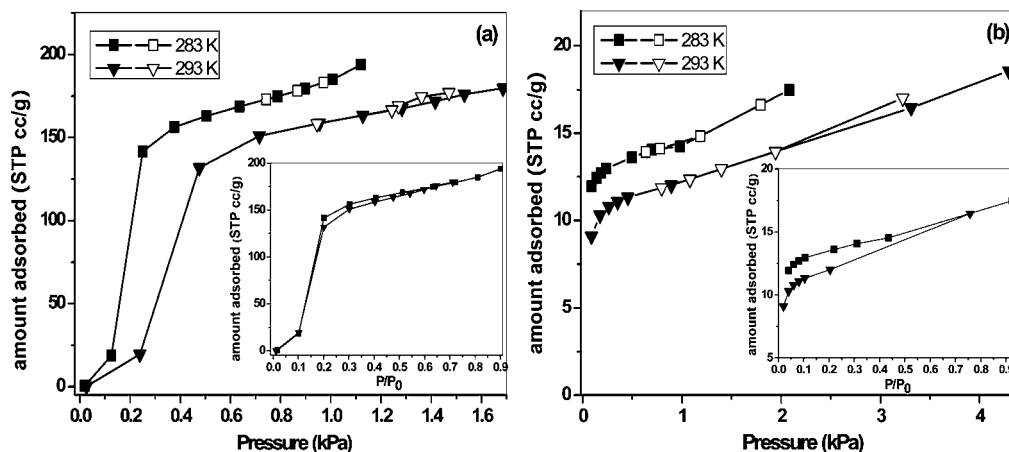 (a)
283 K
293 K
amount adsorbed (STP cc/g)
200
150
100
50
0
0.0 0.2 0.4 0.6 0.8 1.0 1.2 1.4 1.6
Pressure (kPa)
amount adsorbed (STP cc/g)
200
150
100
50
0
0.0 0.1 0.2 0.3 0.4 0.5 0.6 0.7 0.8 0.9
P/P0
(b)
283 K
293 K
amount adsorbed (STP cc/g)
20
15
10
5
0
0 1 2 3 4
Pressure (kPa)
amount adsorbed (STP cc/g)
20
15
10
5
0.0 0.1 0.2 0.3 0.4 0.5 0.6 0.7 0.8 0.9
P/P0